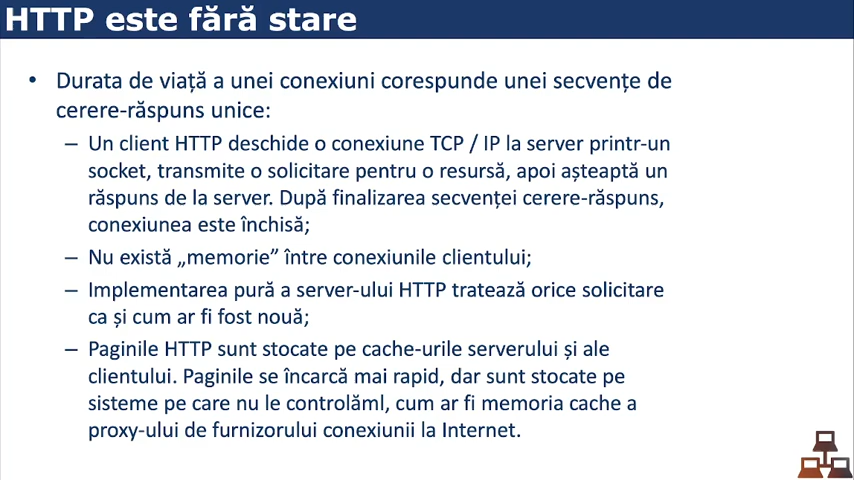 HTTP este fără stare
• Durata de viață a unei conexiuni corespunde unei secvențe de
cerere-răspuns unice:
– Un client HTTP deschide o conexiune TCP / IP la server printr-un
socket, transmite o solicitare pentru o resursă, apoi așteaptă un
răspuns de la server. După finalizarea secvenței cerere-răspuns,
conexiunea este închisă;
– Nu există „memorie” între conexiunile clientului;
– Implementarea pură a server-ului HTTP tratează orice solicitare
ca și cum ar fi fost nouă;
– Paginile HTTP sunt stocate pe cache-urile serverului și ale
clientului. Paginile se încarcă mai rapid, dar sunt stocate pe
sisteme pe care nu le controlăml, cum ar fi memoria cache a
proxy-ului de furnizorului conexiunii la Internet.